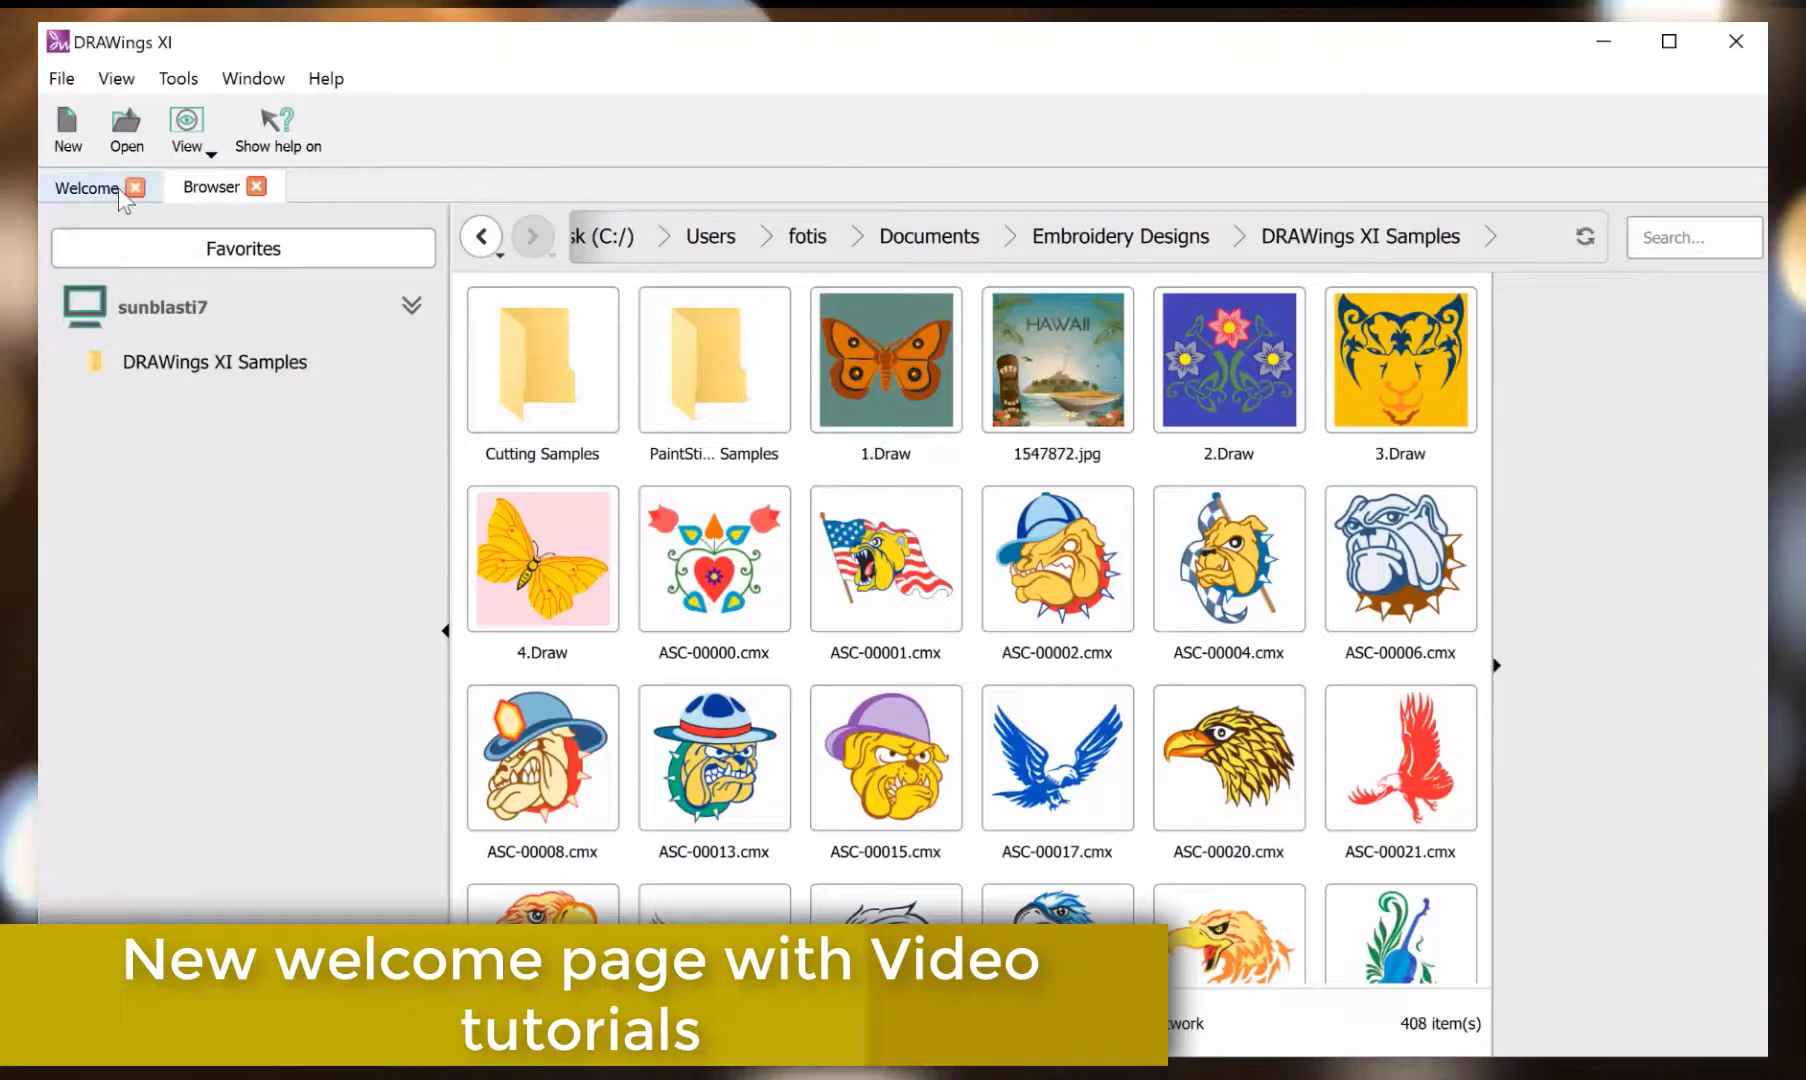 DRAWings XI
File View Tools Window Help
New Open View Show help on
Welcome Browser
Favorites
sunblasti7
DRAWings XI Samples
sk (C:/) Users fotis Documents Embroidery Designs DRAWings XI Samples
Search...
HAWAII
Cutting Samples PaintSti... Samples 1.Draw 1547872.jpg 2.Draw 3.Draw
4.Draw ASC-00000.cmx ASC-00001.cmx ASC-00002.cmx ASC-00004.cmx ASC-00006.cmx
ASC-00008.cmx ASC-00013.cmx ASC-00015.cmx ASC-00017.cmx ASC-00020.cmx ASC-00021.cmx
twork 408 item(s)
New welcome page with Video
tutorials